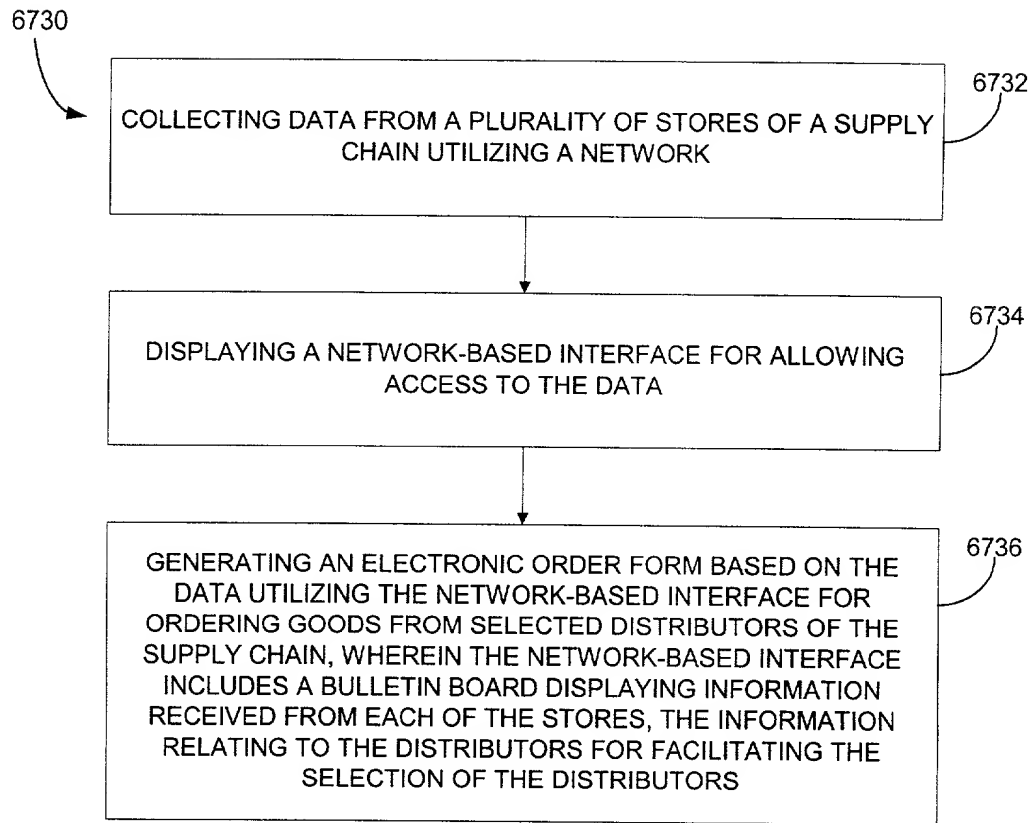 6730
6732
COLLECTING DATA FROM A PLURALITY OF STORES OF A SUPPLY
CHAIN UTILIZING A NETWORK
6734
DISPLAYING A NETWORK-BASED INTERFACE FOR ALLOWING
ACCESS TO THE DATA
6736
GENERATING AN ELECTRONIC ORDER FORM BASED ON THE
DATA UTILIZING THE NETWORK-BASED INTERFACE FOR
ORDERING GOODS FROM SELECTED DISTRIBUTORS OF THE
SUPPLY CHAIN, WHEREIN THE NETWORK-BASED INTERFACE
INCLUDES A BULLETIN BOARD DISPLAYING INFORMATION
RECEIVED FROM EACH OF THE STORES, THE INFORMATION
RELATING TO THE DISTRIBUTORS FOR FACILITATING THE
SELECTION OF THE DISTRIBUTORS